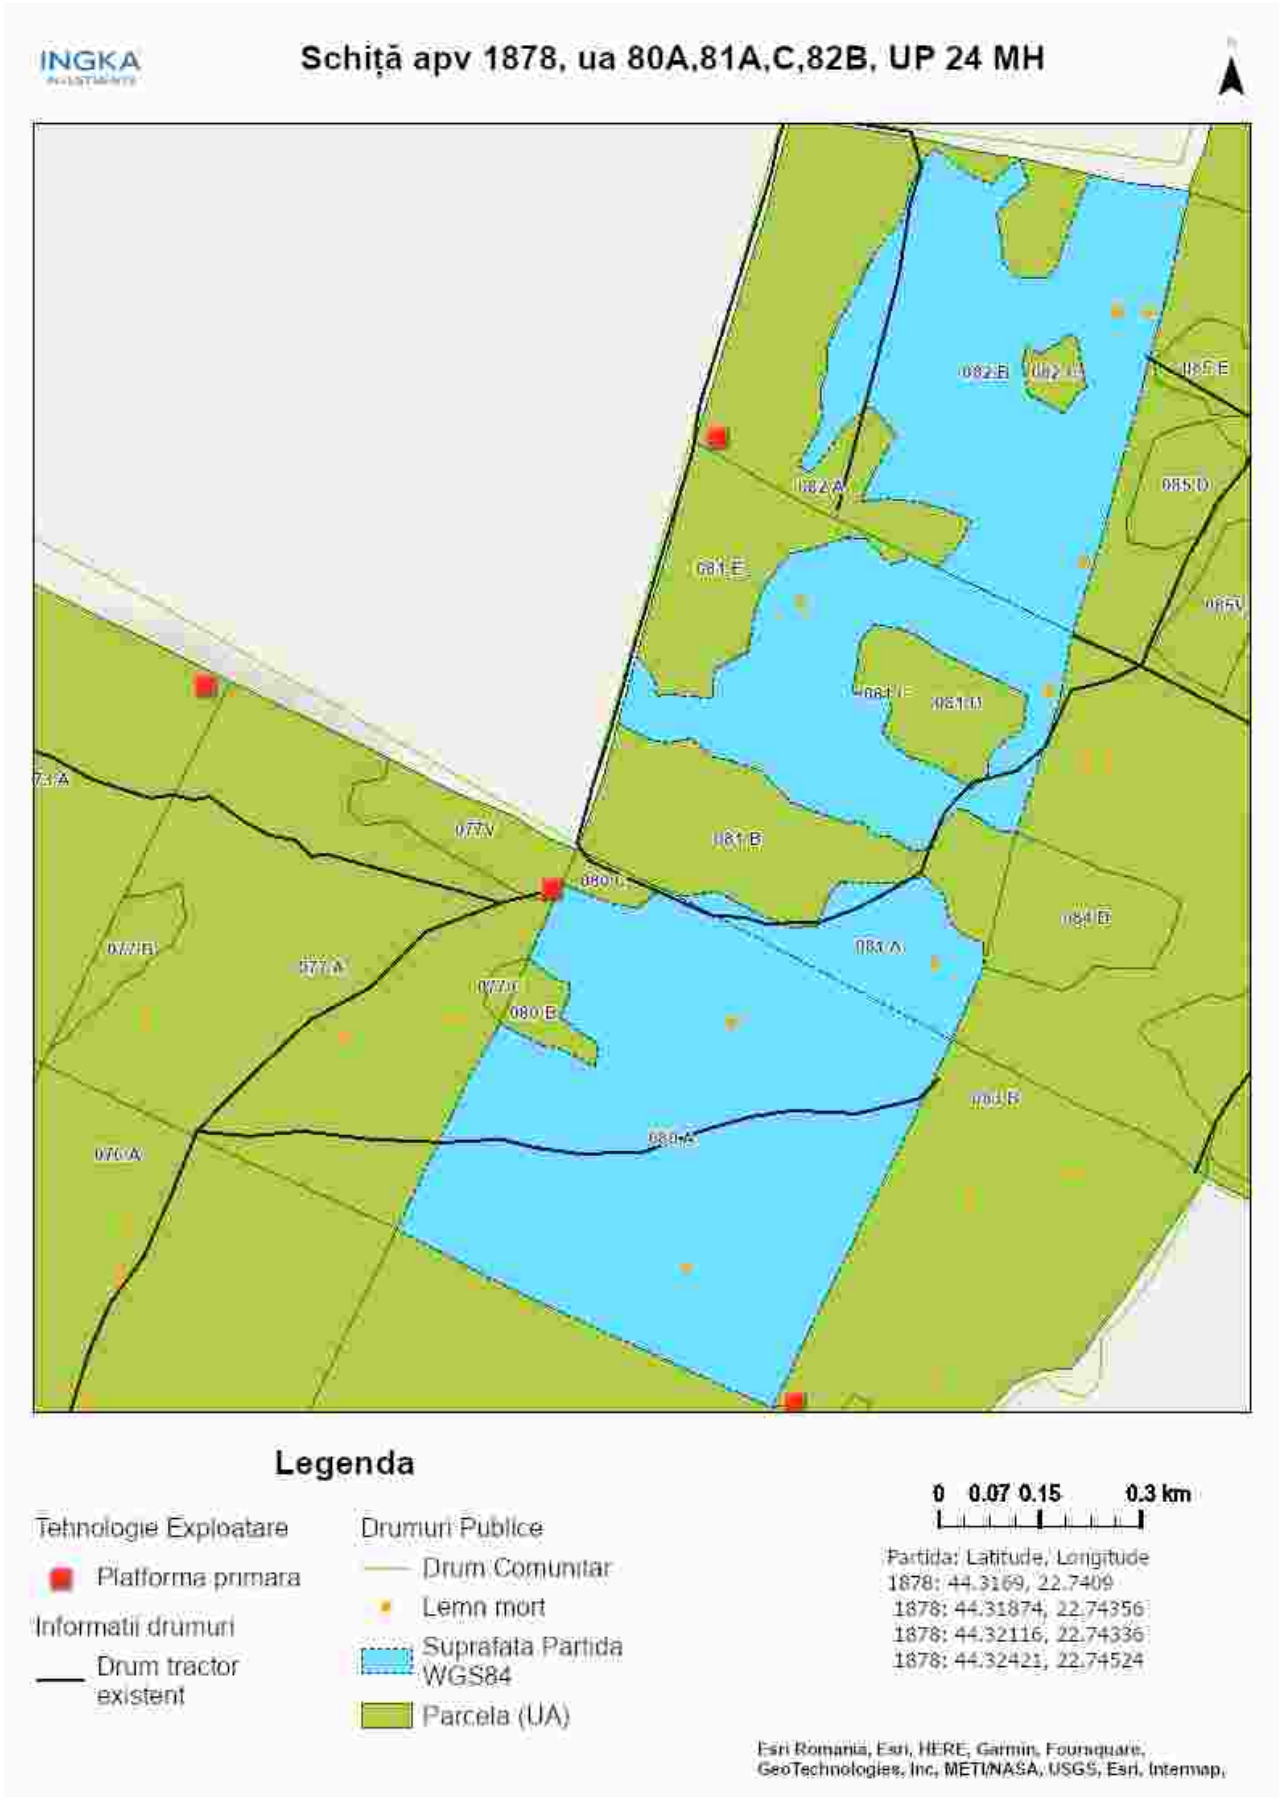 INGKA
INVESTMENTS
Schiță apv 1878, ua 80A,81A,C,82B, UP 24 MH
N
082 B
082 C
085 E
082 A
085 D
081 E
085V
081 C
081 D
73 A
077V
081 B
080 C
084 D
077 B
077 A
081 A
077 C
080 B
083 B
080 A
076 A
Legenda
Tehnologie Exploatare
Platforma primara
Informatii drumuri
Drum tractor
existent
Drumuri Publice
Drum Comunitar
Lemn mort
Suprafata Partida
WGS84
Parcela (UA)
0 0.07 0.15 0.3 km
Partida: Latitude, Longitude
1878: 44.3169, 22.7409
1878: 44.31874, 22.74356
1878: 44.32116, 22.74336
1878: 44.32421, 22.74524
Esri Romania, Esri, HERE, Garmin, Foursquare,
GeoTechnologies, Inc, METI/NASA, USGS, Esri, Intermap,